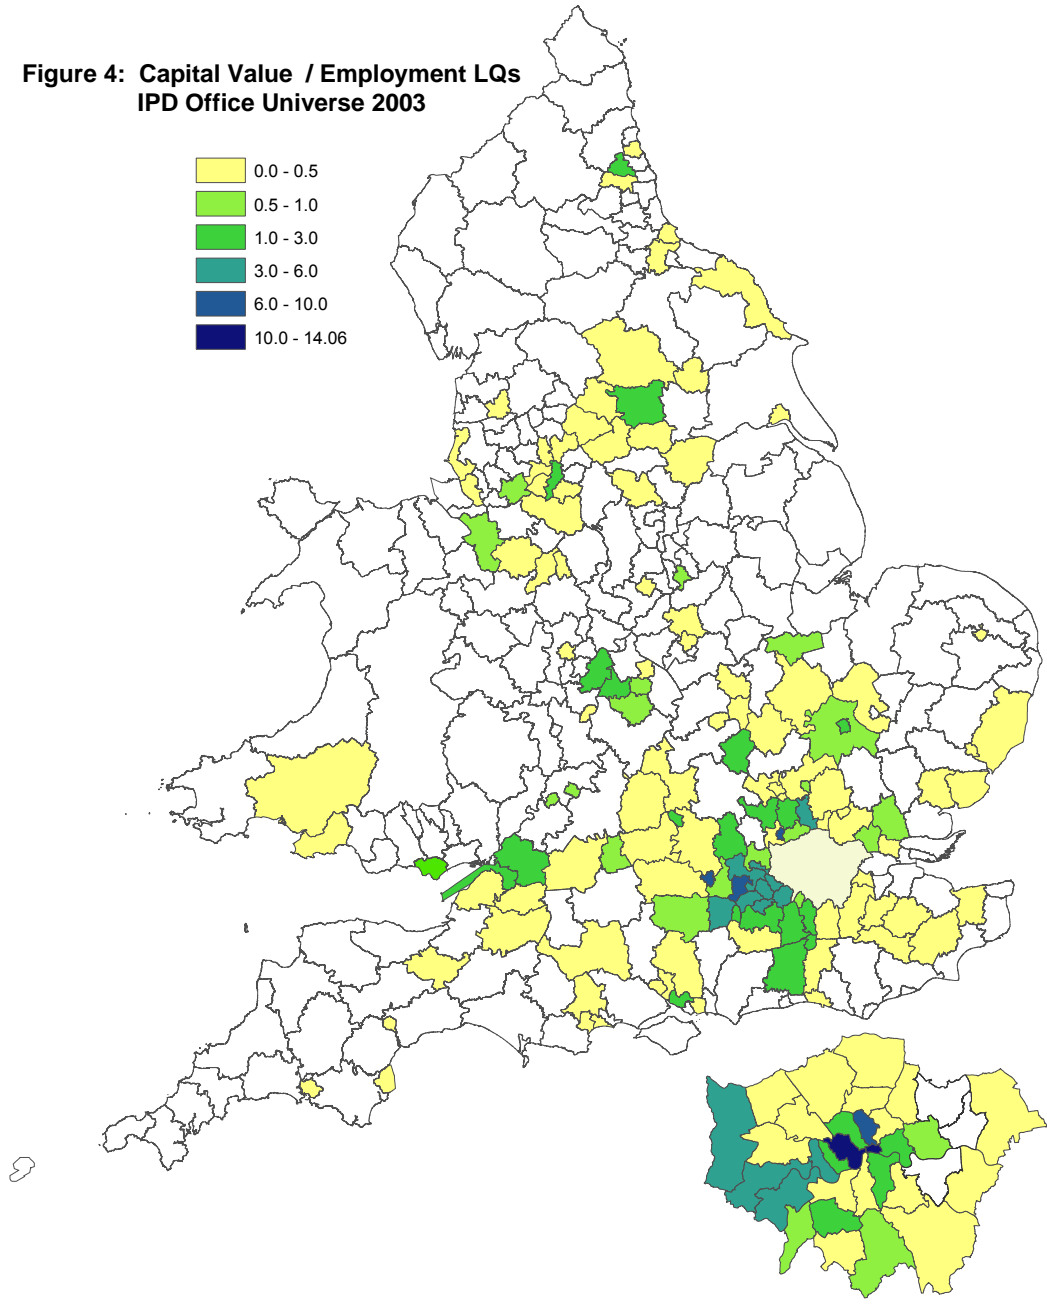 Figure 4:  Capital Value  / Employment LQs
IPD Office Universe 2003
0.0 - 0.5
0.5 - 1.0
1.0 - 3.0
3.0 - 6.0
6.0 - 10.0
10.0 - 14.06